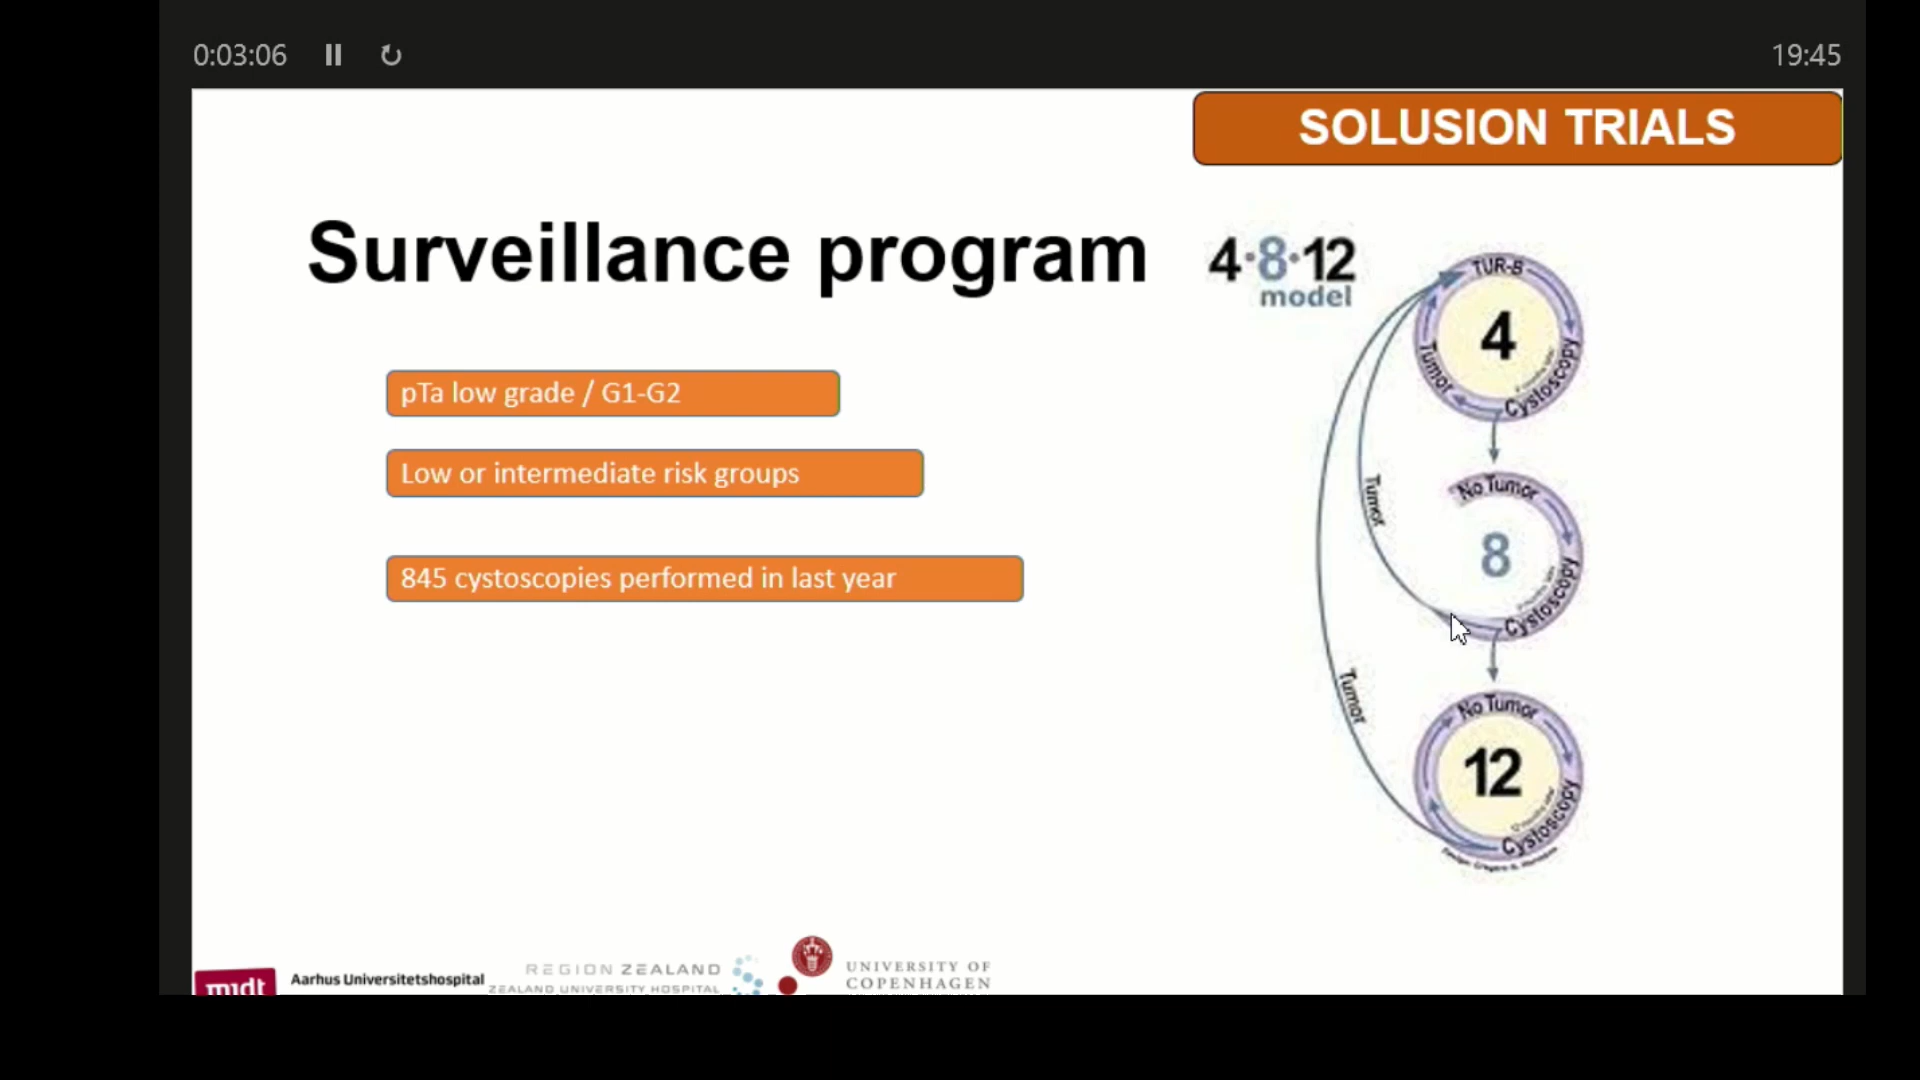 0:03:06
19:45
SOLUSION TRIALS
Surveillance program
4·8·12
model
pTa low grade / G1-G2
Low or intermediate risk groups
845 cystoscopies performed in last year
TUR-B
4
Cystoscopy
Tumor
Tumor
No Tumor
8
Cystoscopy
Tumor
No Tumor
12
Cystoscopy
midt
Aarhus Universitetshospital
REGION ZEALAND
ZEALAND UNIVERSITY HOSPITAL
UNIVERSITY OF
COPENHAGEN